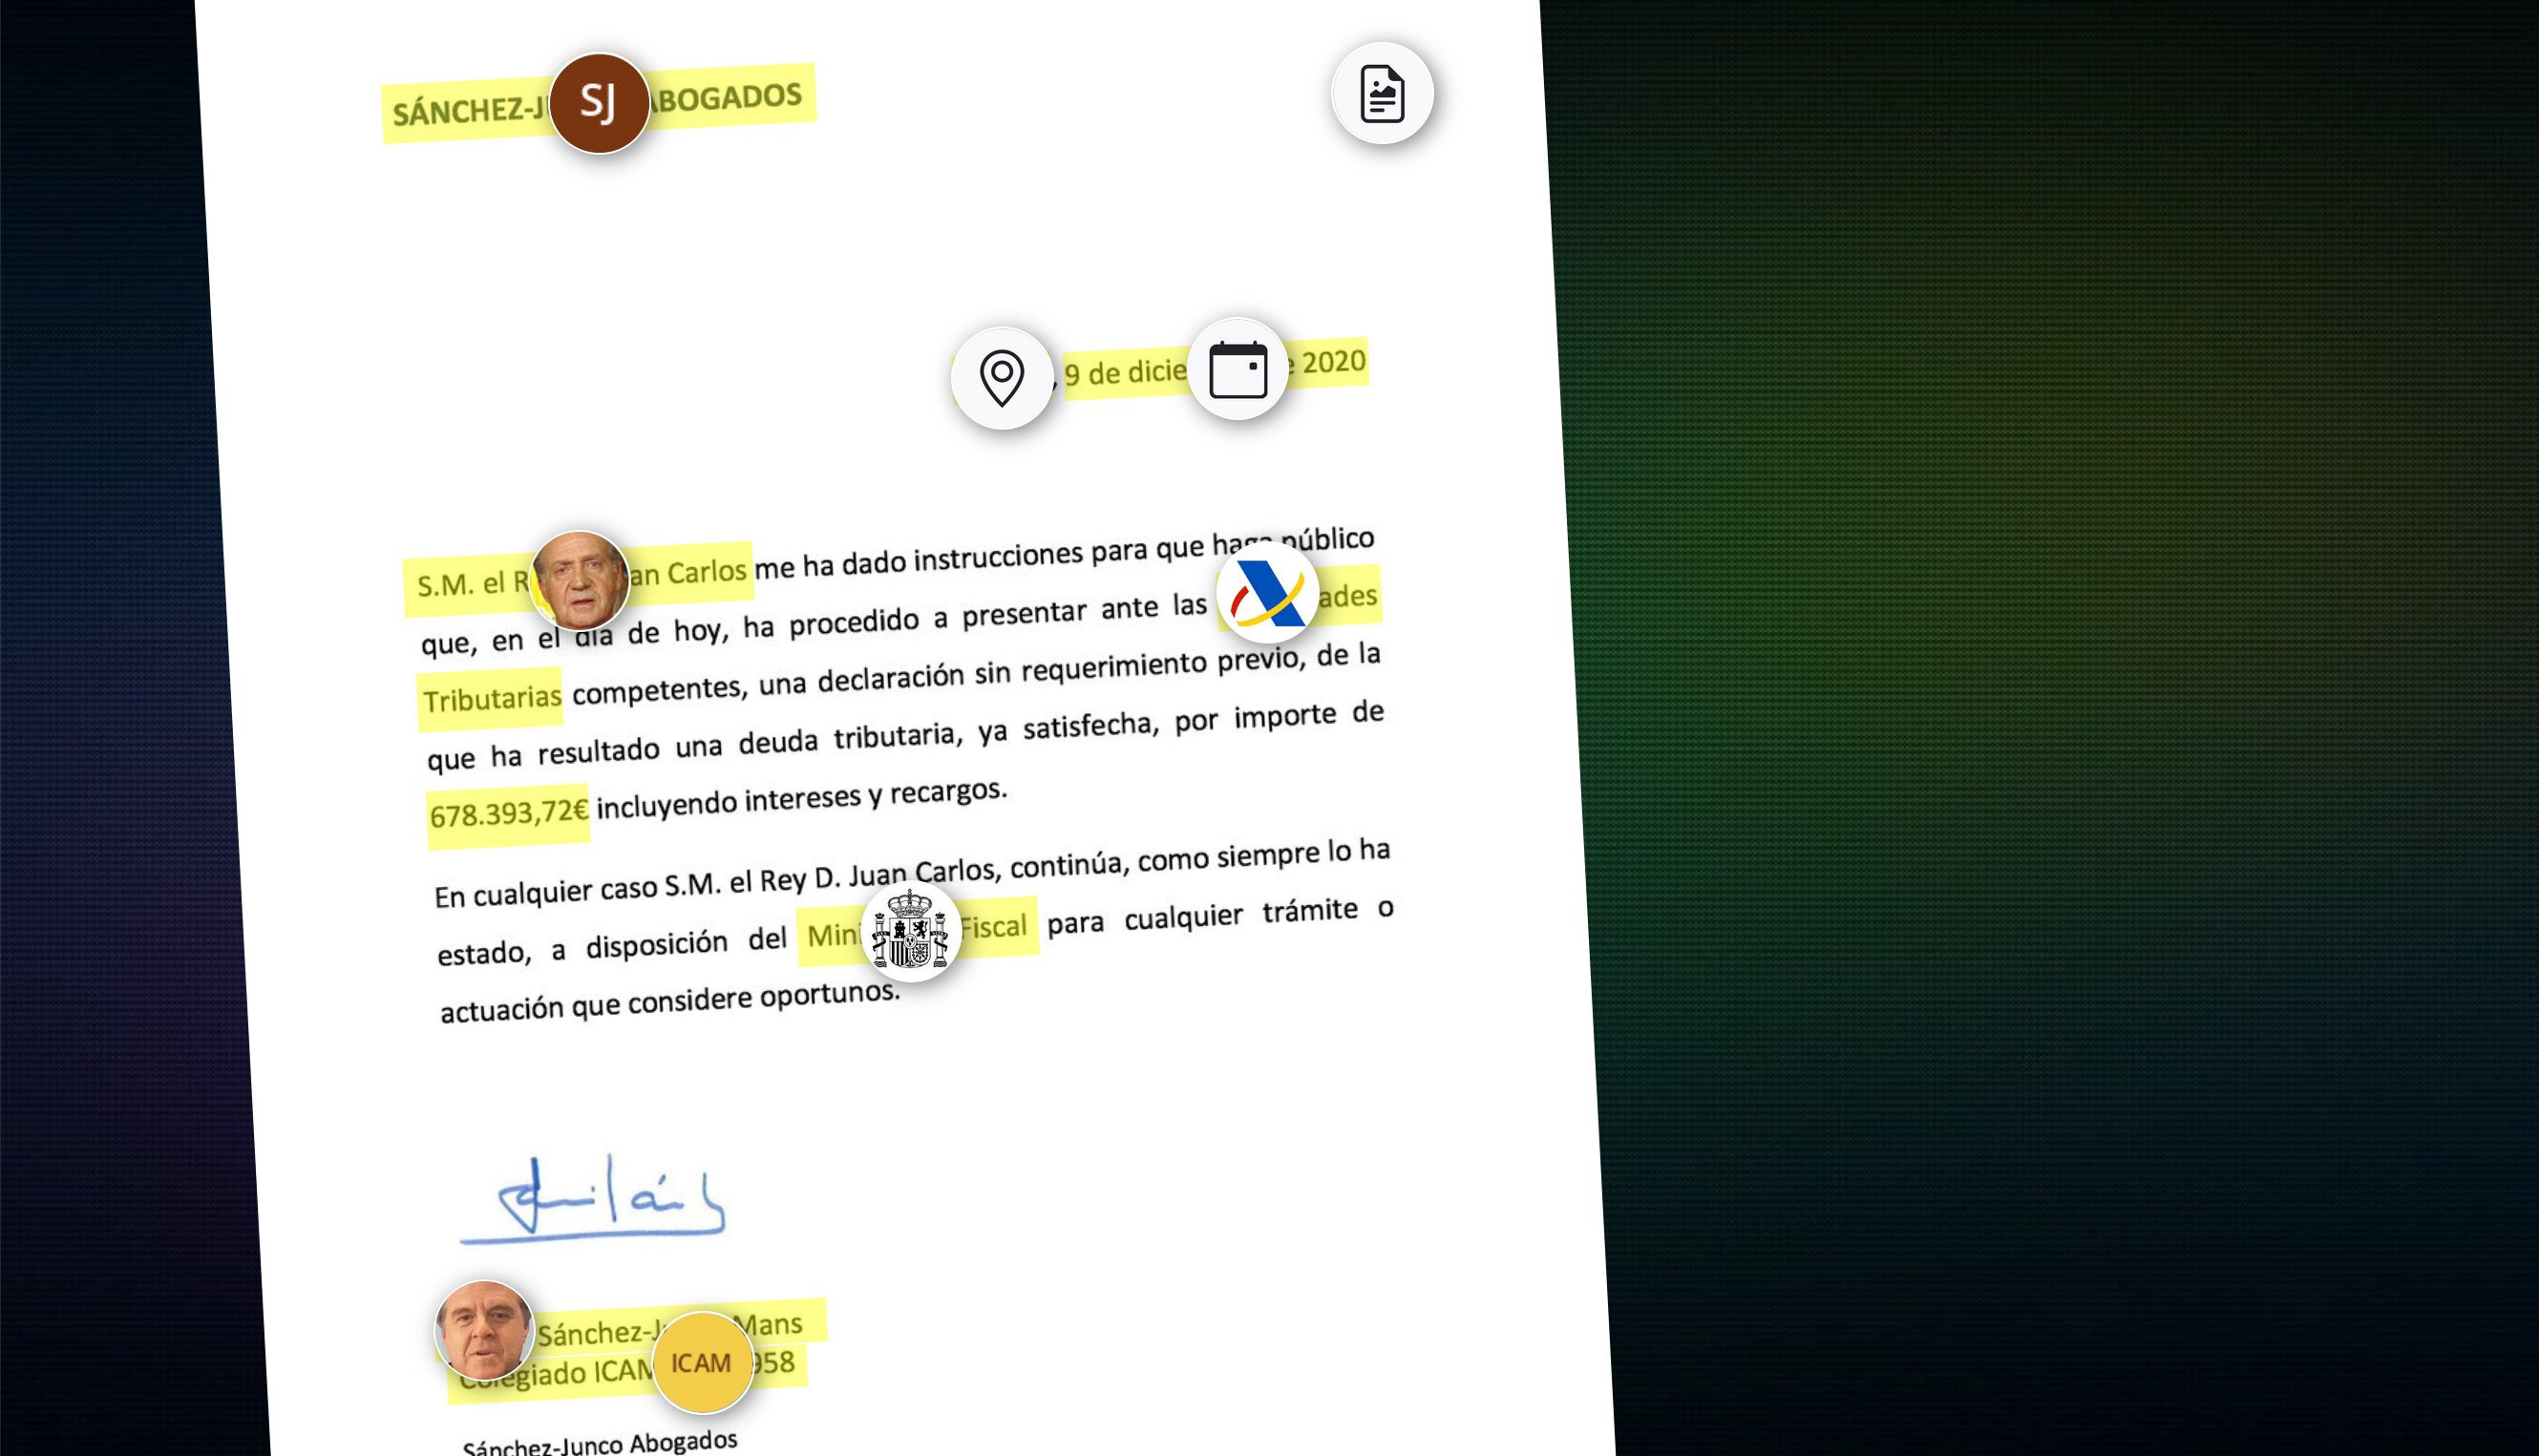 SÁNCHEZ-J ABOGADOS
SJ
, 9 de dicie e 2020
S.M. el R an Carlos me ha dado instrucciones para que haga público
que, en el día de hoy, ha procedido a presentar ante las ades
Tributarias competentes, una declaración sin requerimiento previo, de la
que ha resultado una deuda tributaria, ya satisfecha, por importe de
678.393,72€ incluyendo intereses y recargos.
En cualquier caso S.M. el Rey D. Juan Carlos, continúa, como siempre lo ha
estado, a disposición del Mini Fiscal para cualquier trámite o
actuación que considere oportunos.
Sánchez-J Mans
Colegiado ICAM 958
ICAM
Sánchez-Junco Abogados